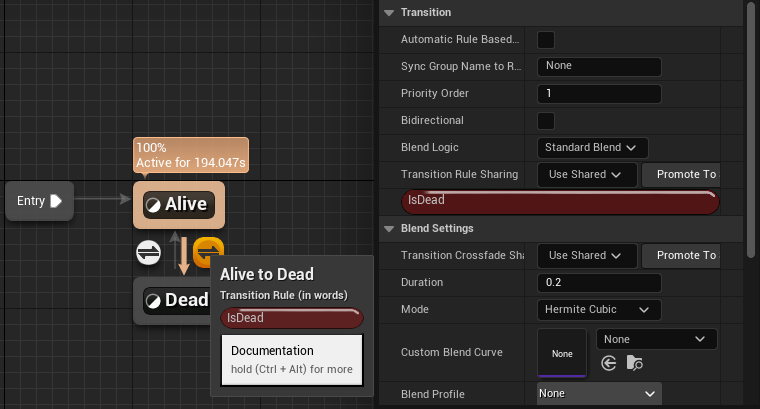 100%
Active for 194.047s
Entry
Alive
Dead
Alive to Dead
Transition Rule (in words)
IsDead
Documentation
hold (Ctrl + Alt) for more
Transition
Automatic Rule Based...
Sync Group Name to R...
None
Priority Order
1
Bidirectional
Blend Logic
Standard Blend
Transition Rule Sharing
Use Shared
Promote To
IsDead
Blend Settings
Transition Crossfade Sha
Use Shared
Promote To
Duration
0.2
Mode
Hermite Cubic
Custom Blend Curve
None
None
Blend Profile
None